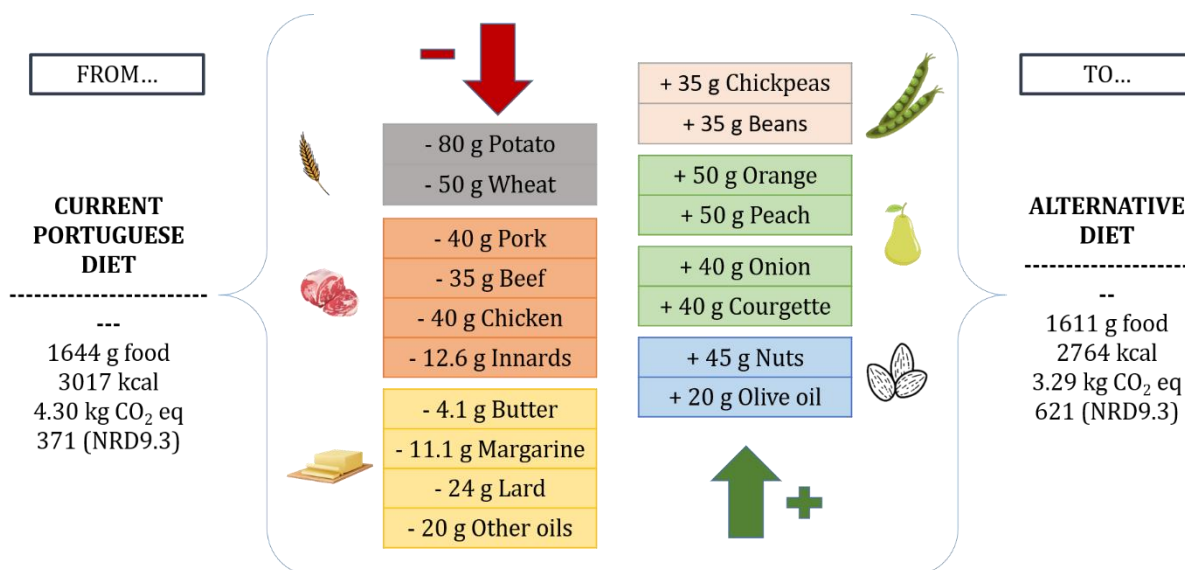 FROM...
CURRENT
PORTUGUESE
DIET
-----------------------
---
1644 g food
3017 kcal
4.30 kg CO₂ eq
371 (NRD9.3)
- 80 g Potato
- 50 g Wheat
- 40 g Pork
- 35 g Beef
- 40 g Chicken
- 12.6 g Innards
- 4.1 g Butter
- 11.1 g Margarine
- 24 g Lard
- 20 g Other oils
+ 35 g Chickpeas
+ 35 g Beans
+ 50 g Orange
+ 50 g Peach
+ 40 g Onion
+ 40 g Courgette
+ 45 g Nuts
+ 20 g Olive oil
TO...
ALTERNATIVE
DIET
------------------
--
1611 g food
2764 kcal
3.29 kg CO₂ eq
621 (NRD9.3)